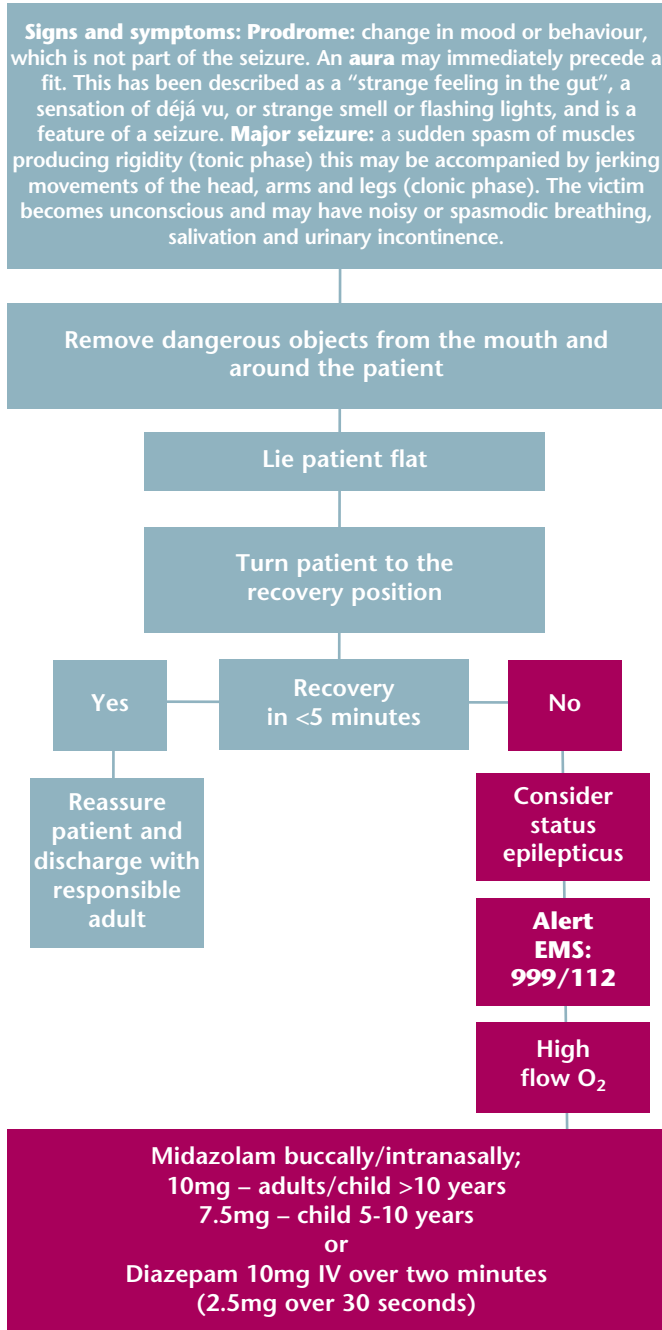 Signs and symptoms: Prodrome: change in mood or behaviour,
which is not part of the seizure. An aura may immediately precede a
fit. This has been described as a “strange feeling in the gut”, a
sensation of déjá vu, or strange smell or flashing lights, and is a
feature of a seizure. Major seizure: a sudden spasm of muscles
producing rigidity (tonic phase) this may be accompanied by jerking
movements of the head, arms and legs (clonic phase). The victim
becomes unconscious and may have noisy or spasmodic breathing,
salivation and urinary incontinence.
Remove dangerous objects from the mouth and
around the patient
Lie patient flat
Turn patient to the
recovery position
Recovery
in <5 minutes
Yes
No
Reassure
patient and
discharge with
responsible
adult
Consider
status
epilepticus
Alert
EMS:
999/112
High
flow O₂
Midazolam buccally/intranasally;
10mg – adults/child >10 years
7.5mg – child 5-10 years
or
Diazepam 10mg IV over two minutes
(2.5mg over 30 seconds)